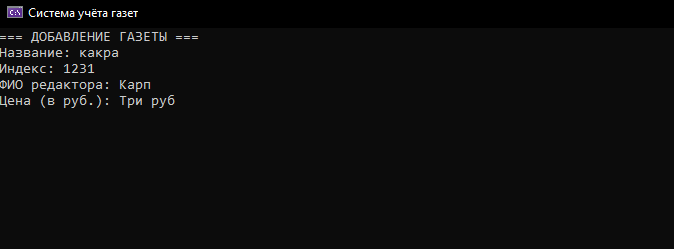 Система учёта газет
=== ДОБАВЛЕНИЕ ГАЗЕТЫ ===
Название: какра
Индекс: 1231
ФИО редактора: Карп
Цена (в руб.): Три руб